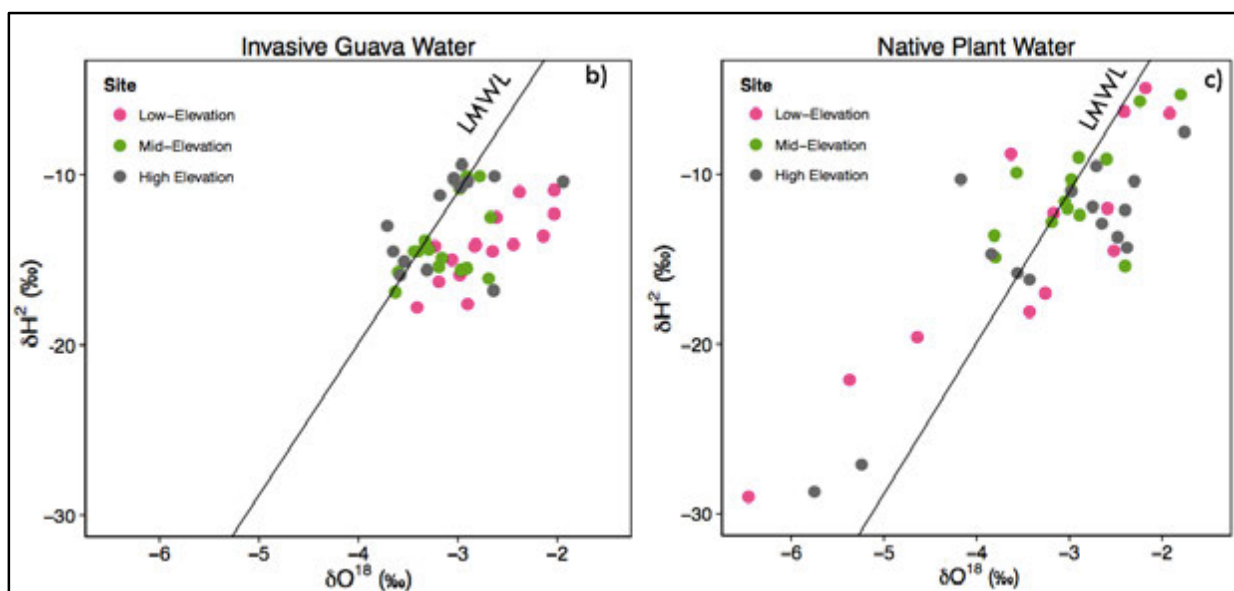 Invasive Guava Water
b)
Site
Low-Elevation
Mid-Elevation
High Elevation
LMWL
-10
-20
-30
δH² (‰)
-6 -5 -4 -3 -2
δO¹⁸ (‰)
Native Plant Water
c)
Site
Low-Elevation
Mid-Elevation
High Elevation
LMWL
-10
-20
-30
δH² (‰)
-6 -5 -4 -3 -2
δO¹⁸ (‰)